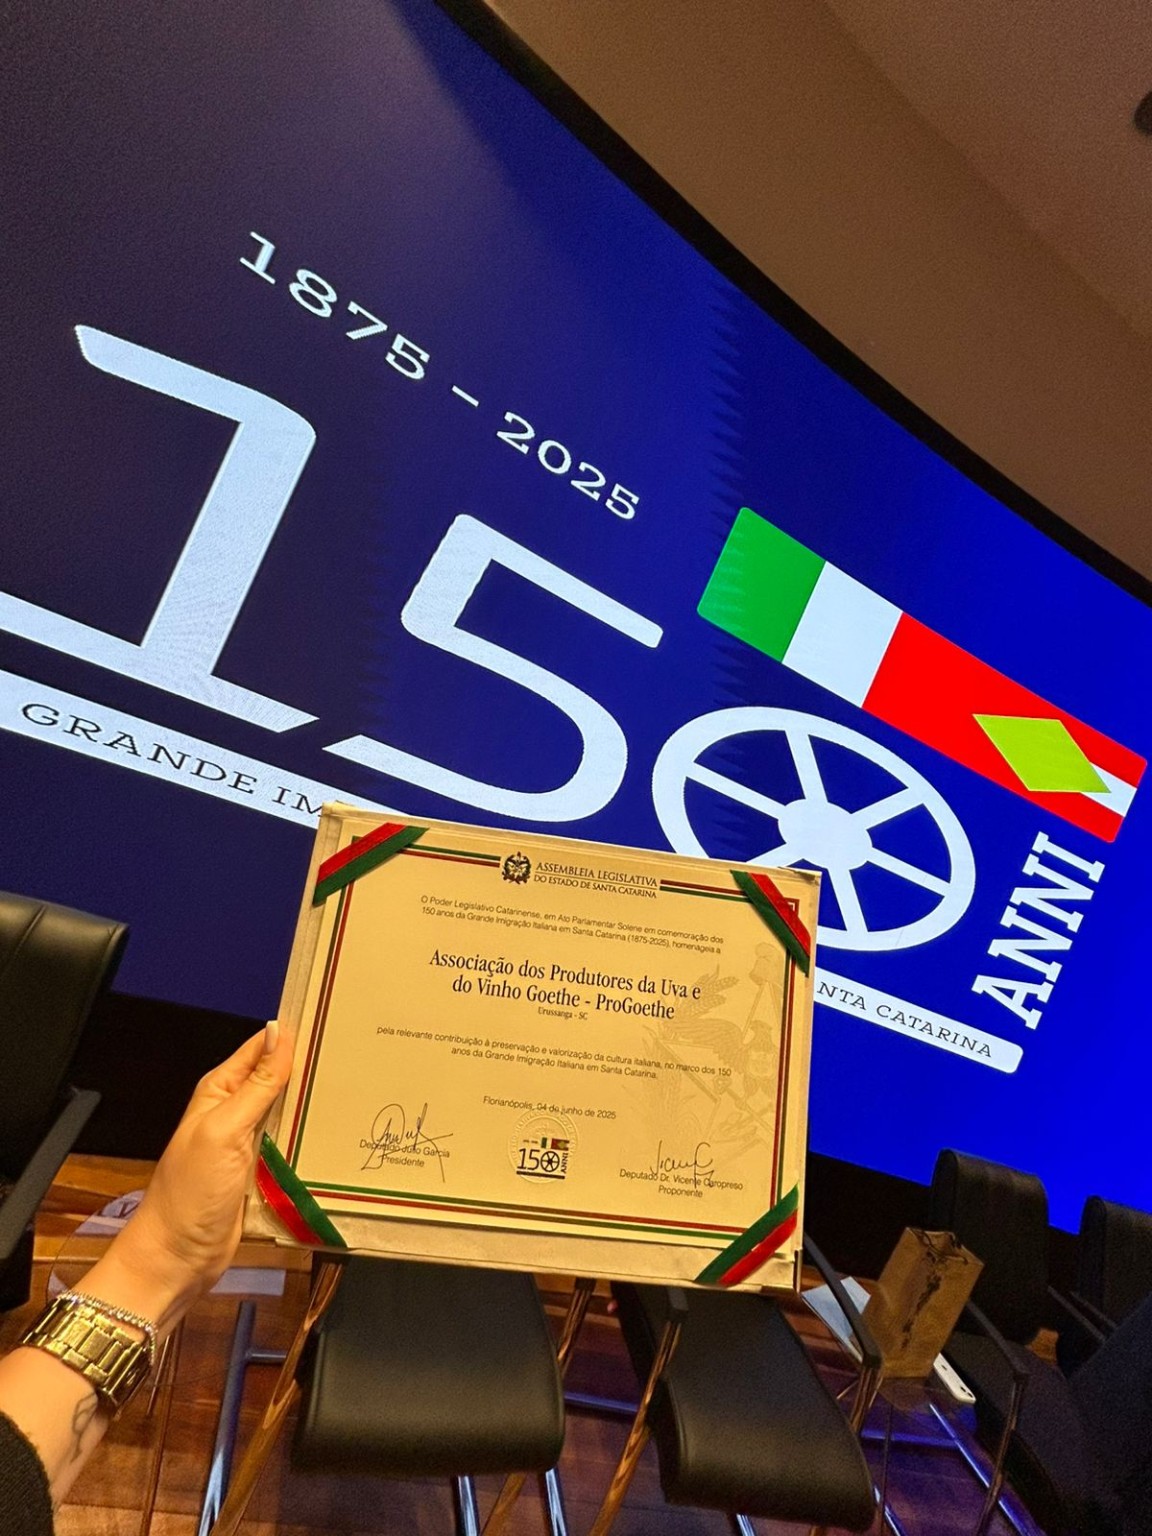 1875 - 2025
150
ANNI
GRANDE IM
NTA CATARINA
ASSEMBLEIA LEGISLATIVA
DO ESTADO DE SANTA CATARINA
O Poder Legislativo Catarinense, em Ato Parlamentar Solene em comemoração dos
150 anos da Grande Imigração Italiana em Santa Catarina (1875-2025), homenageia a
Associação dos Produtores da Uva e
do Vinho Goethe - ProGoethe
Urussanga - SC
pela relevante contribuição à preservação e valorização da cultura italiana, no marco dos 150
anos da Grande Imigração Italiana em Santa Catarina.
Florianópolis, 04 de junho de 2025
Deputado Julio Garcia
Presidente
150
ANNI
Deputado Dr. Vicente Caropreso
Proponente